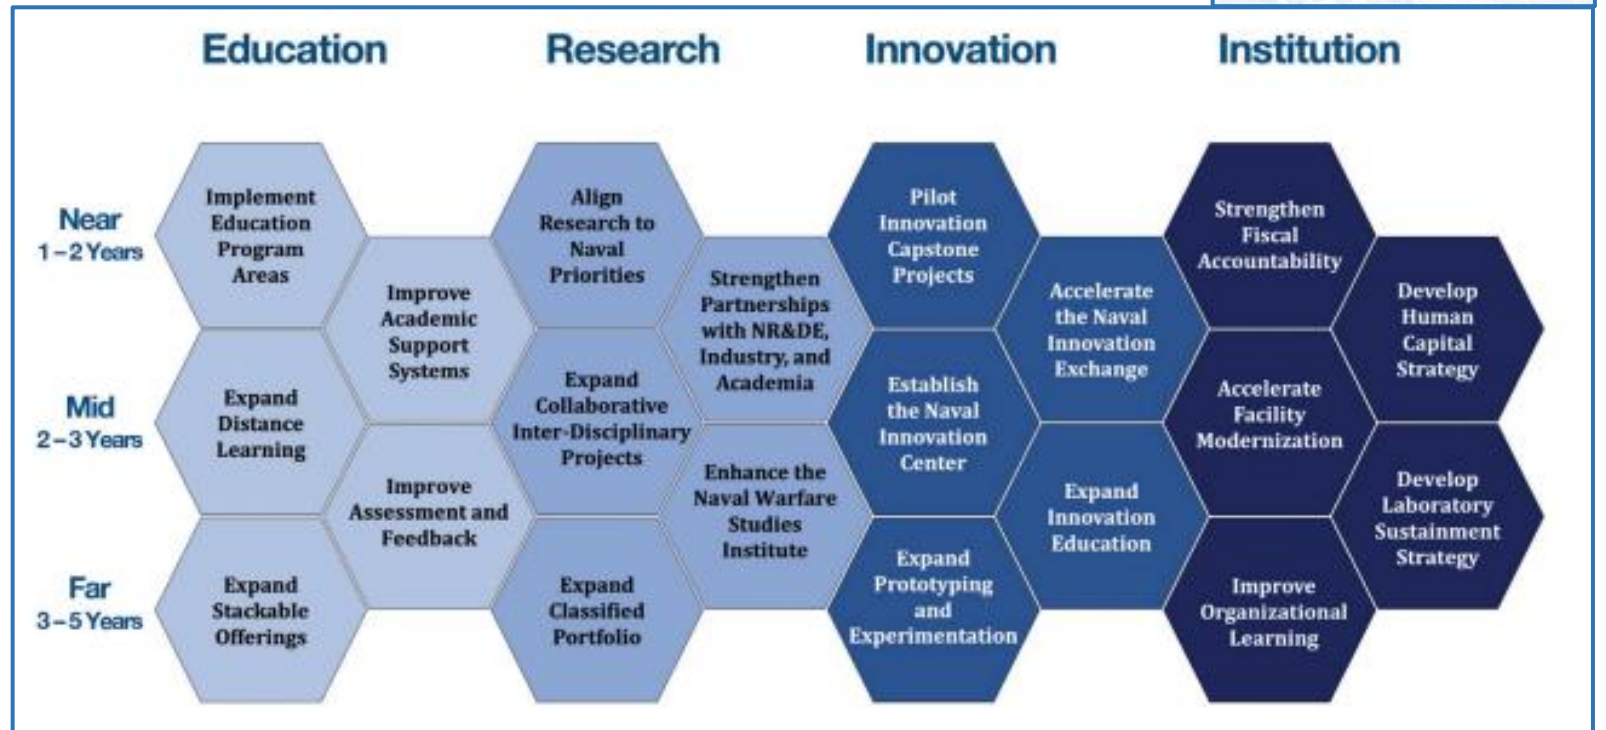 Education
Research
Innovation
Institution
Near
1–2 Years
Mid
2–3 Years
Far
3–5 Years
Implement
Education
Program
Areas
Expand
Distance
Learning
Expand
Stackable
Offerings
Improve
Academic
Support
Systems
Improve
Assessment and
Feedback
Align
Research to
Naval
Priorities
Expand
Collaborative
Inter-Disciplinary
Projects
Expand
Classified
Portfolio
Strengthen
Partnerships
with NR&DE,
Industry, and
Academia
Enhance the
Naval Warfare
Studies
Institute
Pilot
Innovation
Capstone
Projects
Establish
the Naval
Innovation
Center
Expand
Prototyping
and
Experimentation
Accelerate
the Naval
Innovation
Exchange
Expand
Innovation
Education
Strengthen
Fiscal
Accountability
Accelerate
Facility
Modernization
Improve
Organizational
Learning
Develop
Human
Capital
Strategy
Develop
Laboratory
Sustainment
Strategy